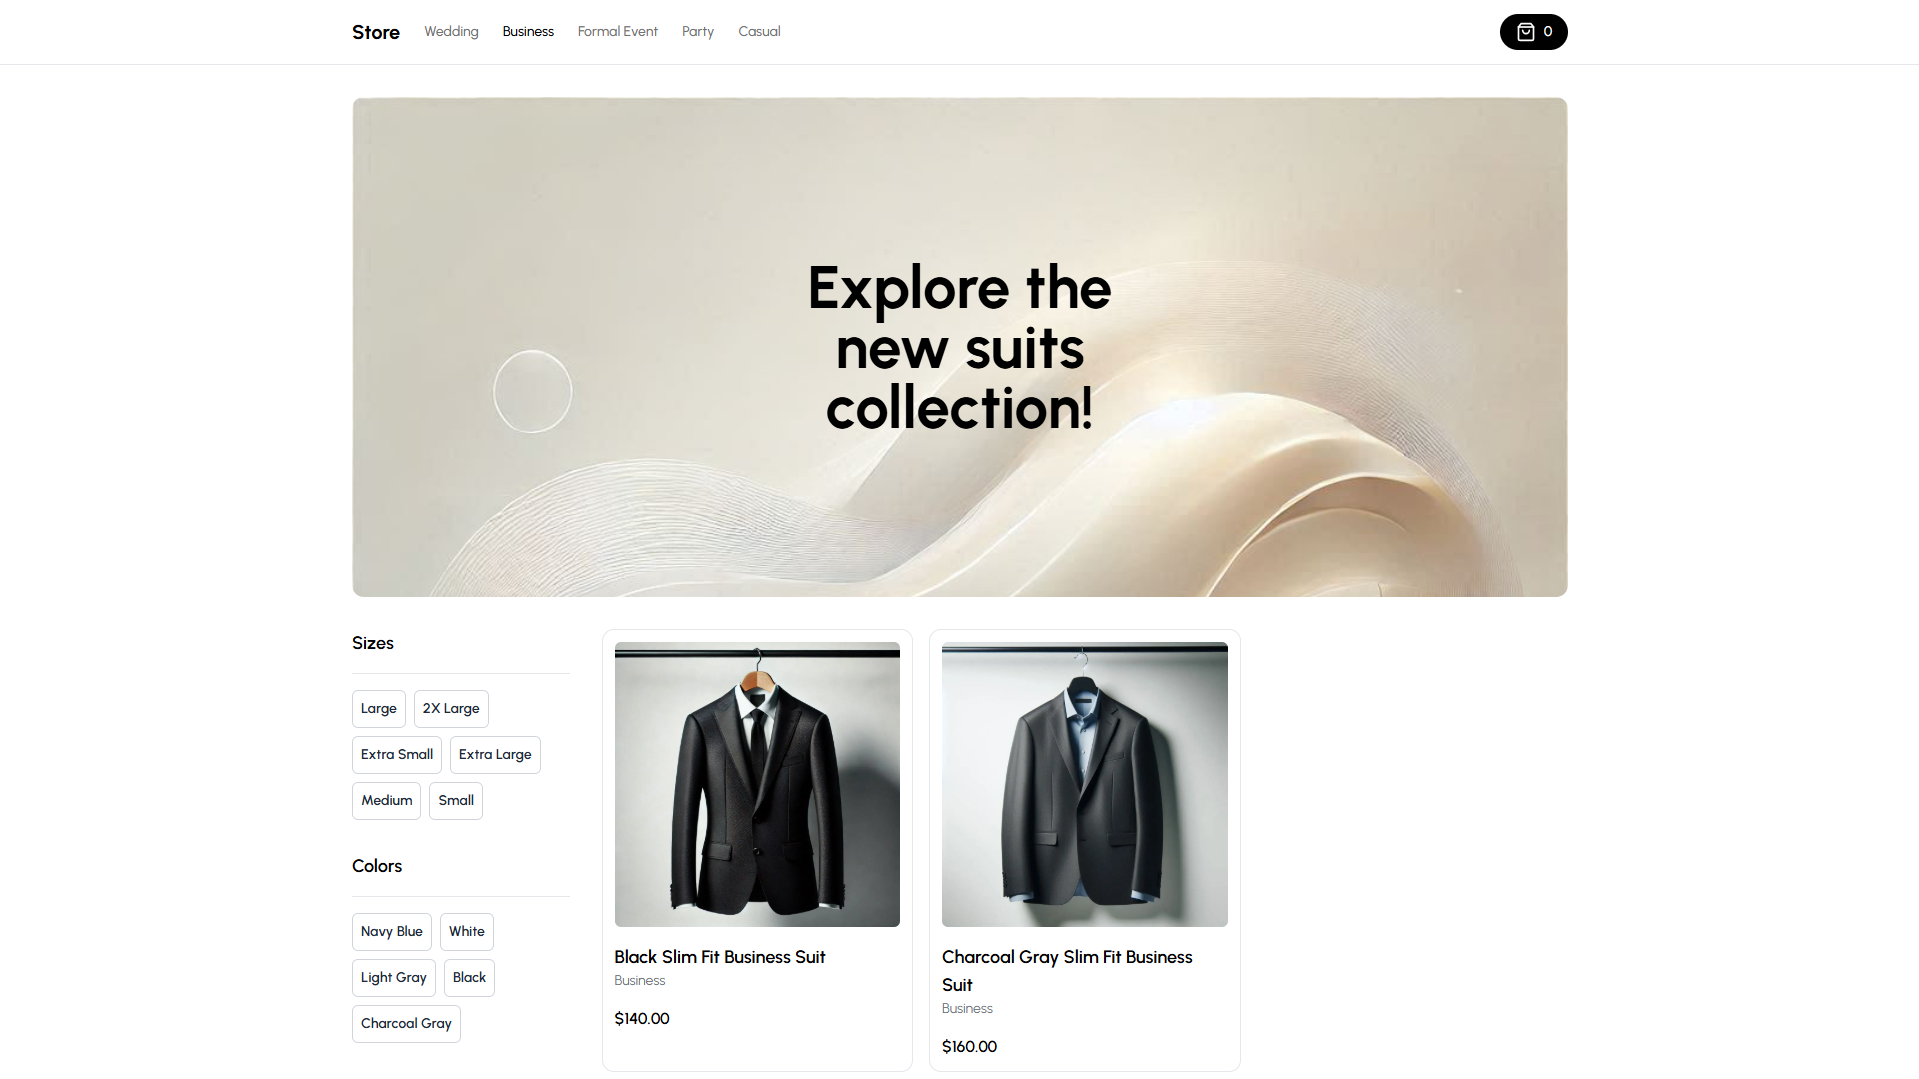 Store
Wedding
Business
Formal Event
Party
Casual
0
Explore the
new suits
collection!
Sizes
Large
2X Large
Extra Small
Extra Large
Medium
Small
Colors
Navy Blue
White
Light Gray
Black
Charcoal Gray
Black Slim Fit Business Suit
Business
$140.00
Charcoal Gray Slim Fit Business
Suit
Business
$160.00